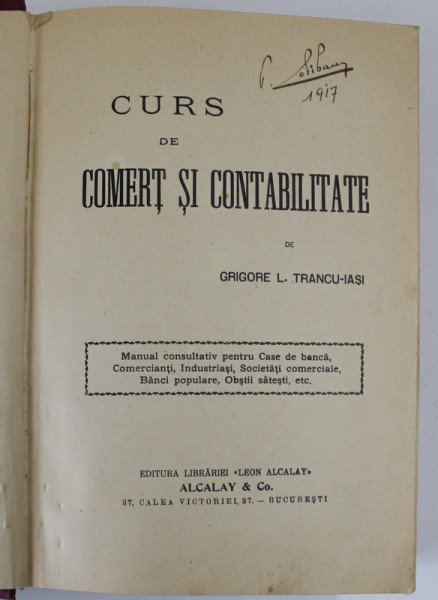 1917
CURS
DE
COMERȚ ȘI CONTABILITATE
DE
GRIGORE L. TRANCU-IAȘI
Manual consultativ pentru Case de bancă,
Comercianți, Industriași, Societăți comerciale,
Bănci populare, Obștii sătești, etc.
EDITURA LIBRĂRIEI «LEON ALCALAY»
ALCALAY & Co.
37, CALEA VICTORIEI, 37. — BUCUREȘTI